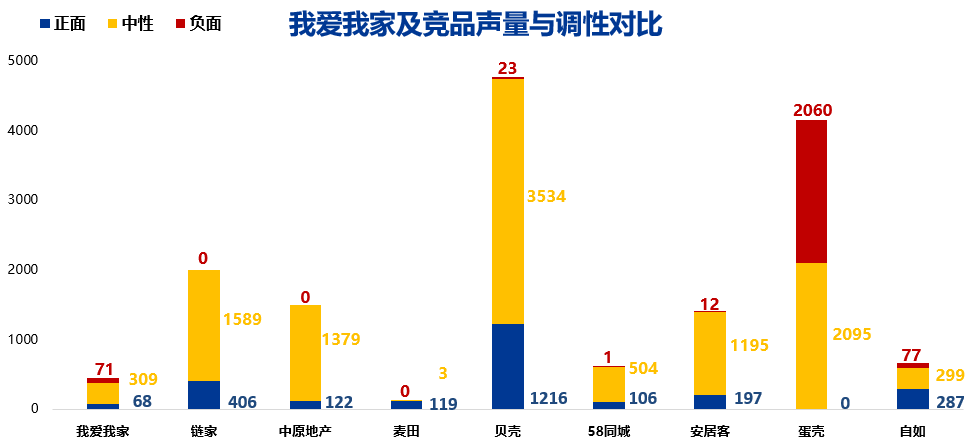 我爱我家及竞品声量与调性对比
正面 中性 负面
5000
4000
3000
2000
1000
0
71 309 68
0 1589 406
0 1379 122
0 3 119
23 3534 1216
1 504 106
12 1195 197
2060 2095 0
77 299 287
我爱我家 链家 中原地产 麦田 贝壳 58同城 安居客 蛋壳 自如